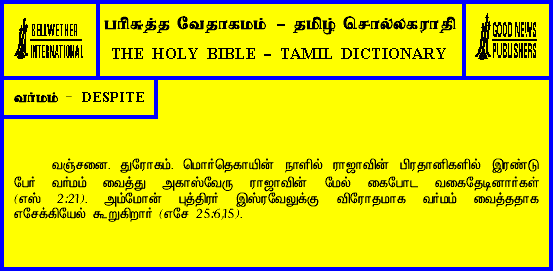 BELLWETHER
INTERNATIONAL
பரிசுத்த வேதாகமம் – தமிழ் சொல்லகராதி
THE HOLY BIBLE – TAMIL DICTIONARY
GOOD NEWS
PUBLISHERS
வர்மம் – DESPITE
வஞ்சனை. துரோகம். மொர்தெகாயின் நாளில் ராஜாவின் பிரதானிகளில் இரண்டு
பேர் வர்மம் வைத்து அகாஸ்வேரு ராஜாவின் மேல் கைபோட வகைதேடினார்கள்
(எஸ் 2:21). அம்மோன் புத்திரர் இஸ்ரவேலுக்கு விரோதமாக வர்மம் வைத்ததாக
எசேக்கியேல் கூறுகிறார் (எசே 25:6,15).